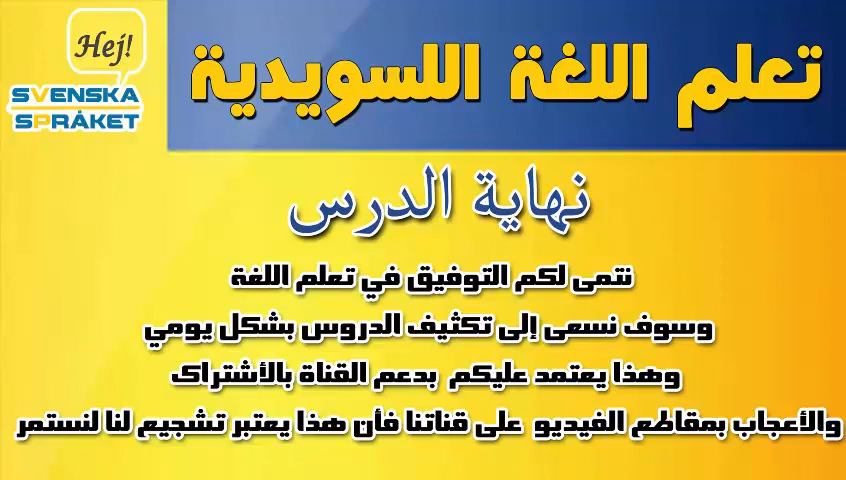 Hej!
SVENSKA
SPRÅKET
تعلم اللغة اللسويدية
نهاية الدرس
نتمى لكم التوفيق في تعلم اللغة
وسوف نسعى إلى تكثيف الدروس بشكل يومي
وهذا يعتمد عليكم بدعم القناة بالأشتراك
والأعجاب بمقاطع الفيديو على قناتنا فأن هذا يعتبر تشجيع لنا لنستمر